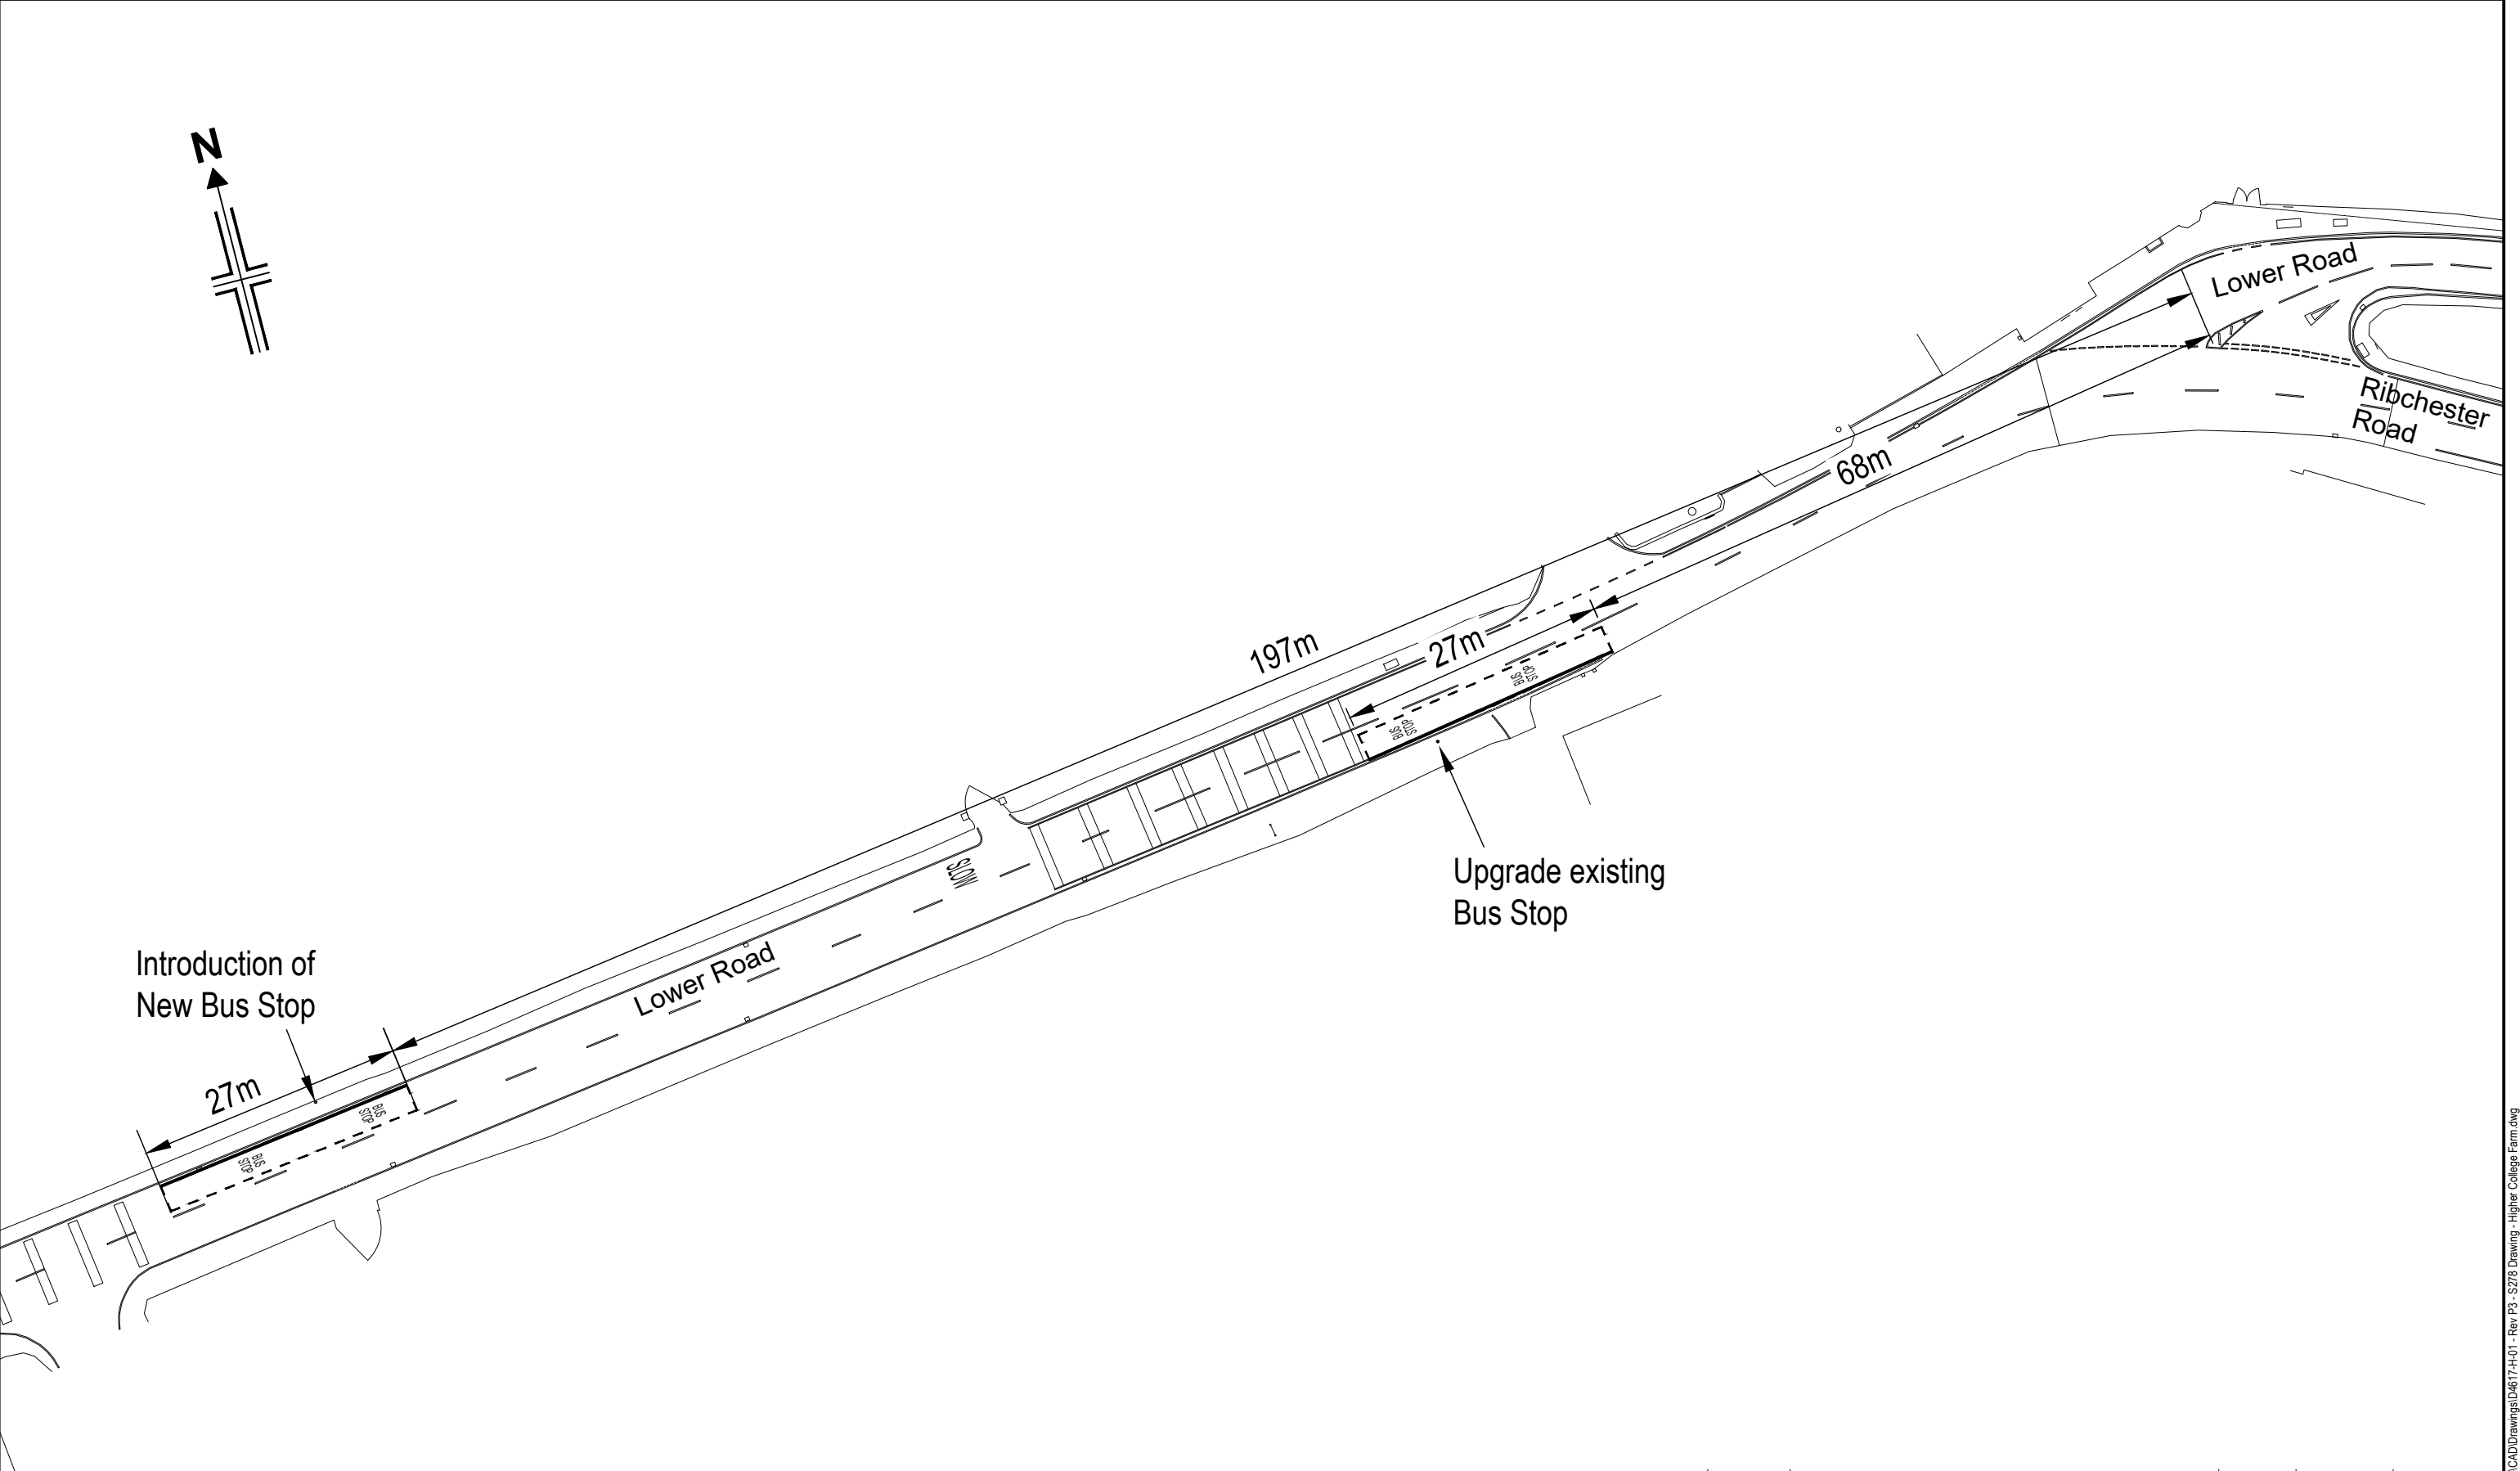 N
Lower Road
Ribchester
Road
68m
197m
27m
BUS
STOP
BUS
STOP
SLOW
Upgrade existing
Bus Stop
Introduction of
New Bus Stop
Lower Road
27m
BUS
STOP
BUS
STOP
\CAD\Drawings\D4617-H-01 - Rev P3 - S278 Drawing - Higher College Farm.dwg